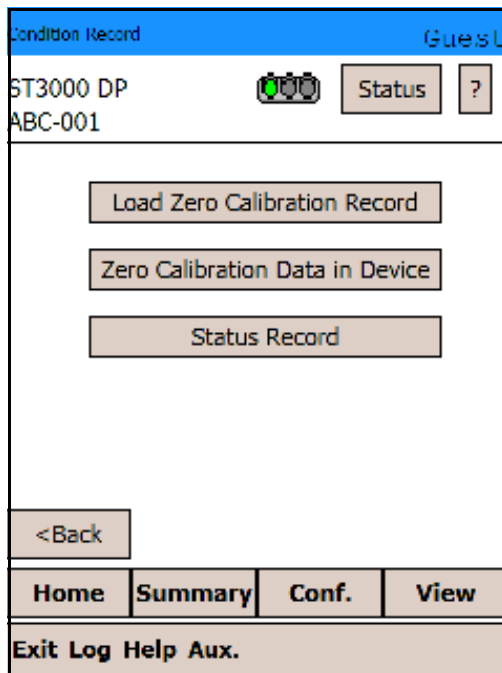 Condition Record Guest
ST3000 DP Status ?
ABC-001
Load Zero Calibration Record
Zero Calibration Data in Device
Status Record
<Back
Home Summary Conf. View
Exit Log Help Aux.